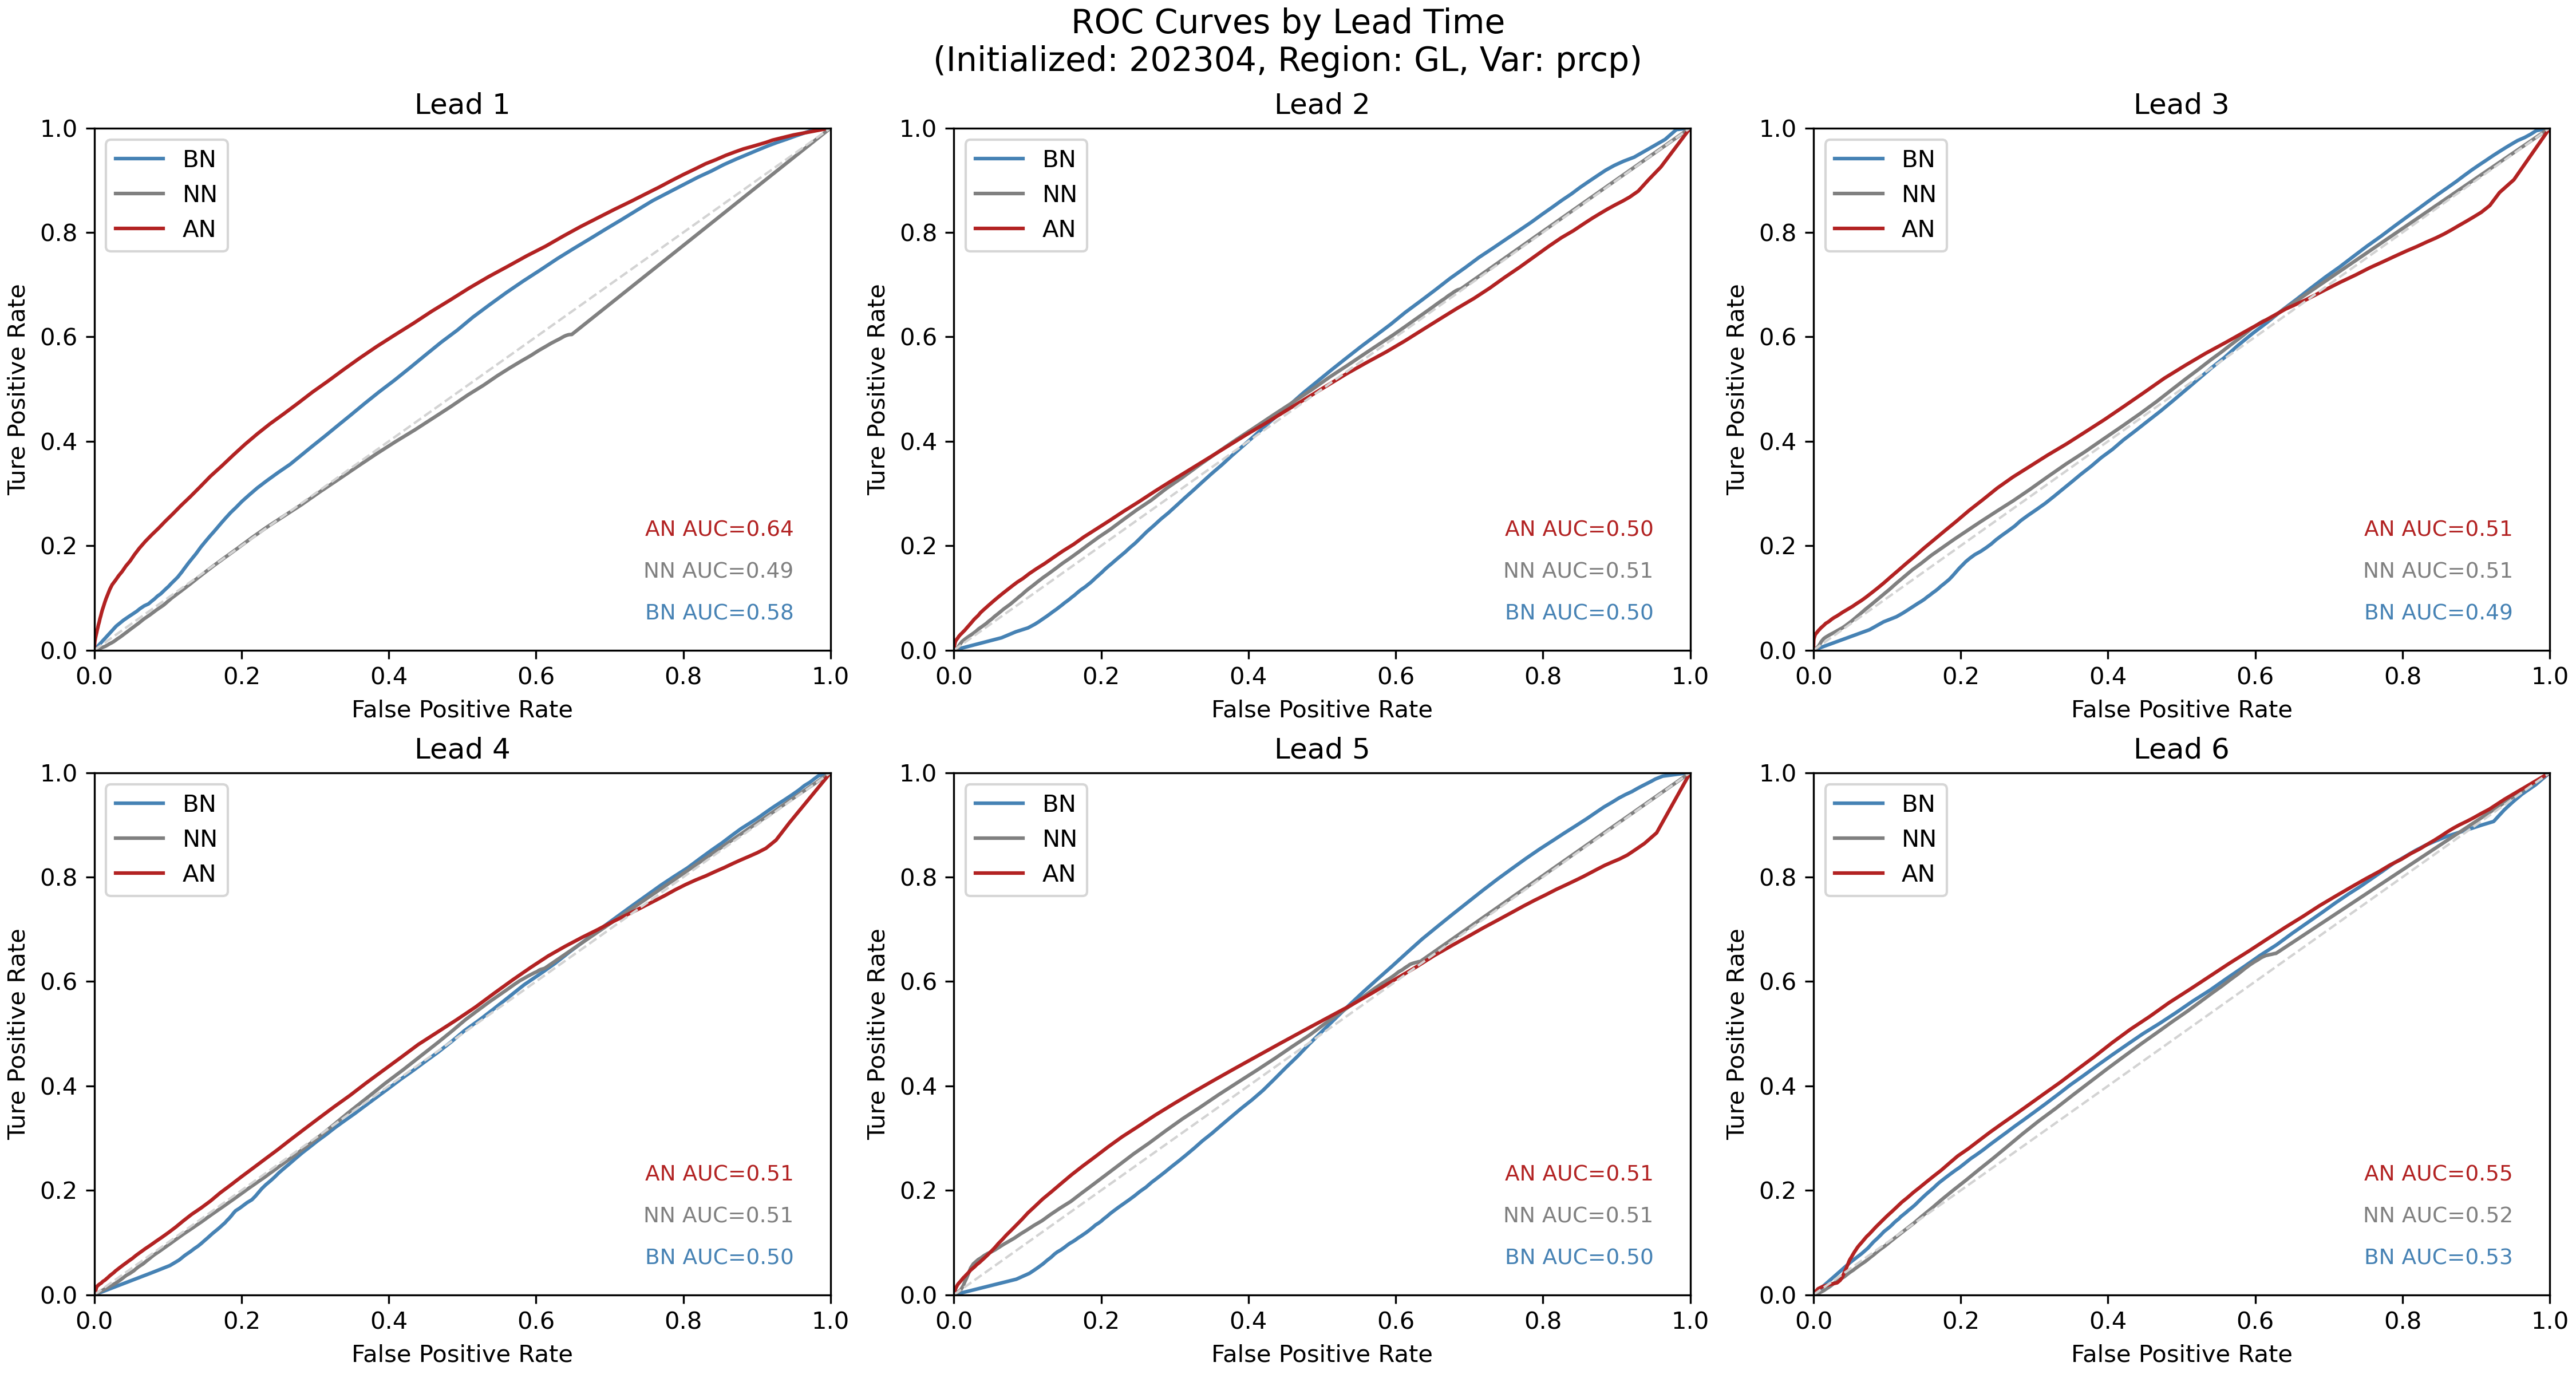 ROC Curves by Lead Time
(Initialized: 202304, Region: GL, Var: prcp)
Lead 1
1.0
0.8
0.6
0.4
0.2
0.0
Ture Positive Rate
BN
NN
AN
AN AUC=0.64
NN AUC=0.49
BN AUC=0.58
0.0 0.2 0.4 0.6 0.8 1.0
False Positive Rate
Lead 2
1.0
0.8
0.6
0.4
0.2
0.0
Ture Positive Rate
BN
NN
AN
AN AUC=0.50
NN AUC=0.51
BN AUC=0.50
0.0 0.2 0.4 0.6 0.8 1.0
False Positive Rate
Lead 3
1.0
0.8
0.6
0.4
0.2
0.0
Ture Positive Rate
BN
NN
AN
AN AUC=0.51
NN AUC=0.51
BN AUC=0.49
0.0 0.2 0.4 0.6 0.8 1.0
False Positive Rate
Lead 4
1.0
0.8
0.6
0.4
0.2
0.0
Ture Positive Rate
BN
NN
AN
AN AUC=0.51
NN AUC=0.51
BN AUC=0.50
0.0 0.2 0.4 0.6 0.8 1.0
False Positive Rate
Lead 5
1.0
0.8
0.6
0.4
0.2
0.0
Ture Positive Rate
BN
NN
AN
AN AUC=0.51
NN AUC=0.51
BN AUC=0.50
0.0 0.2 0.4 0.6 0.8 1.0
False Positive Rate
Lead 6
1.0
0.8
0.6
0.4
0.2
0.0
Ture Positive Rate
BN
NN
AN
AN AUC=0.55
NN AUC=0.52
BN AUC=0.53
0.0 0.2 0.4 0.6 0.8 1.0
False Positive Rate